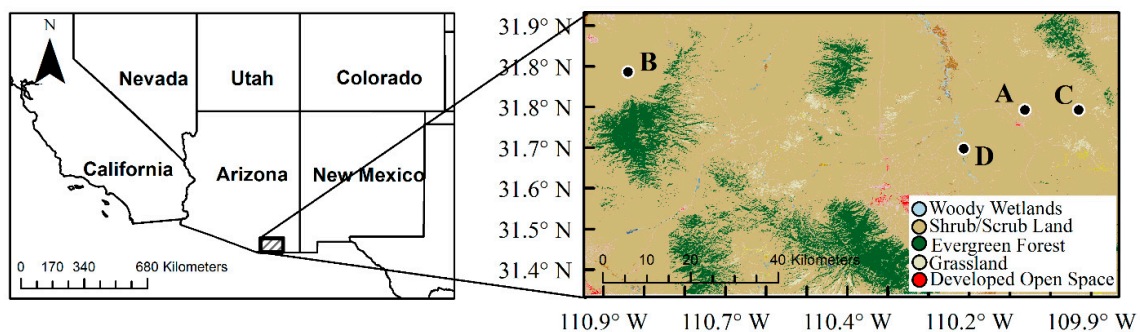 N
Nevada
Utah
Colorado
California
Arizona
New Mexico
0 170 340 680 Kilometers
31.9° N
31.8° N
31.8° N
31.7° N
31.6° N
31.5° N
31.4° N
B
A
C
D
Woody Wetlands
Shrub/Scrub Land
Evergreen Forest
Grassland
Developed Open Space
0 10 20 40 Kilometers
110.9° W
110.7° W
110.4° W
110.2° W
109.9° W